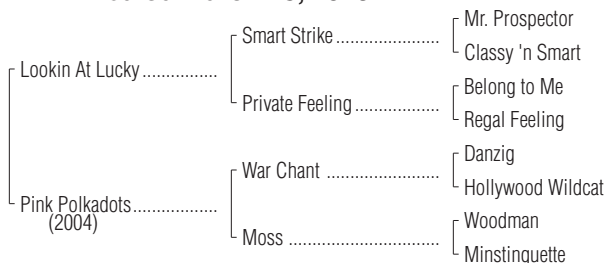 Mr. Prospector
Smart Strike ....................
Classy 'n Smart
Lookin At Lucky ...............
Belong to Me
Private Feeling .................
Regal Feeling
Danzig
War Chant ......................
Hollywood Wildcat
Pink Polkadots.................
(2004)
Woodman
Moss ..............................
Minstinguette